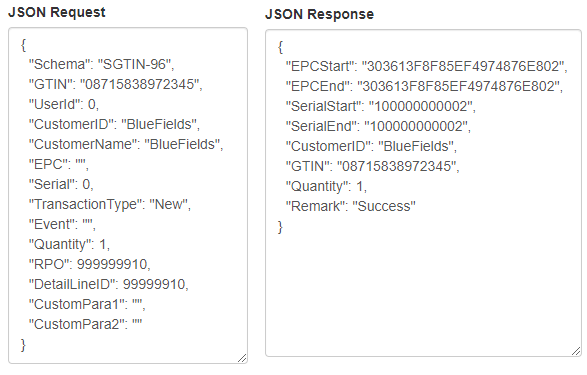 JSON Request
{
"Schema": "SGTIN-96",
"GTIN": "08715838972345",
"UserId": 0,
"CustomerID": "BlueFields",
"CustomerName": "BlueFields",
"EPC": "",
"Serial": 0,
"TransactionType": "New",
"Event": "",
"Quantity": 1,
"RPO": 999999910,
"DetailLineID": 99999910,
"CustomPara1": "",
"CustomPara2": ""
}
JSON Response
{
"EPCStart": "303613F8F85EF4974876E802",
"EPCEnd": "303613F8F85EF4974876E802",
"SerialStart": "100000000002",
"SerialEnd": "100000000002",
"CustomerID": "BlueFields",
"GTIN": "08715838972345",
"Quantity": 1,
"Remark": "Success"
}